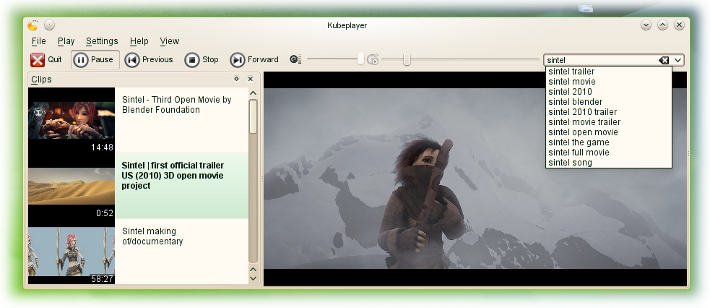 Kubeplayer
File Play Settings Help View
Quit Pause Previous Stop Forward
sintel
sintel trailer
sintel movie
sintel 2010
sintel blender
sintel 2010 trailer
sintel movie trailer
sintel open movie
sintel the game
sintel full movie
sintel song
Clips
Sintel - Third Open Movie by
Blender Foundation
14:48
Sintel | first official trailer
US (2010) 3D open movie
project
0:52
Sintel making
of/documentary
58:27